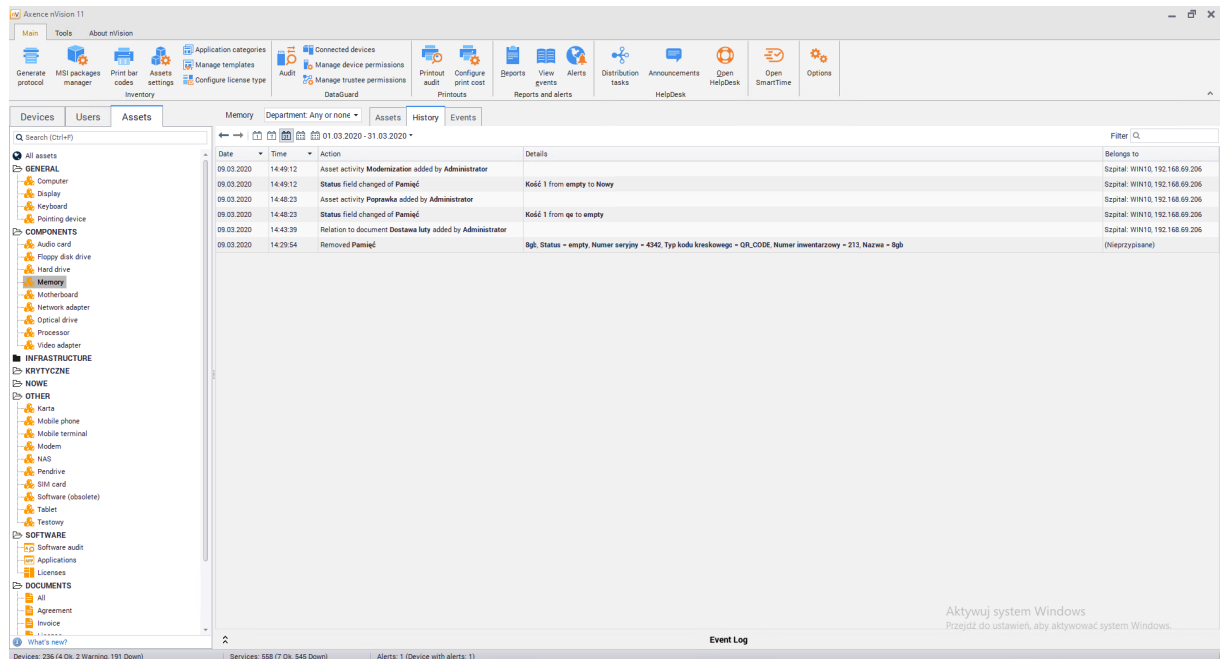 nV Axence nVision 11
Main Tools About nVision
Generate protocol
MSI packages manager
Print bar codes
Assets settings
Application categories
Manage templates
Configure license type
Inventory
Audit
Connected devices
Manage device permissions
Manage trustee permissions
DataGuard
Printout audit
Configure print cost
Printouts
Reports
View events
Alerts
Reports and alerts
Distribution tasks
Announcements
Open HelpDesk
HelpDesk
Open SmartTime
Options
Devices Users Assets
Memory Department: Any or none Assets History Events
Search (Ctrl+F)
01.03.2020 - 31.03.2020
Filter
All assets
GENERAL
Computer
Display
Keyboard
Pointing device
COMPONENTS
Audio card
Floppy disk drive
Hard drive
Memory
Motherboard
Network adapter
Optical drive
Processor
Video adapter
INFRASTRUCTURE
KRYTYCZNE
NOWE
OTHER
Karta
Mobile phone
Mobile terminal
Modem
NAS
Pendrive
SIM card
Software (obsolete)
Tablet
Testowy
SOFTWARE
Software audit
Applications
Licenses
DOCUMENTS
All
Agreement
Invoice
What's new?
Date Time Action Details Belongs to
09.03.2020 14:49:12 Asset activity Modernization added by Administrator Szpital: WIN10, 192.168.69.206
09.03.2020 14:49:12 Status field changed of Pamięć Kość 1 from empty to Nowy Szpital: WIN10, 192.168.69.206
09.03.2020 14:48:23 Asset activity Poprawka added by Administrator Szpital: WIN10, 192.168.69.206
09.03.2020 14:48:23 Status field changed of Pamięć Kość 1 from qe to empty Szpital: WIN10, 192.168.69.206
09.03.2020 14:43:39 Relation to document Dostawa luty added by Administrator Szpital: WIN10, 192.168.69.206
09.03.2020 14:29:54 Removed Pamięć 8gb, Status = empty, Numer seryjny = 4342, Typ kodu kreskowego = QR_CODE, Numer inwentarzowy = 213, Nazwa = 8gb (Nieprzypisane)
Aktywuj system Windows
Przejdź do ustawień, aby aktywować system Windows.
Event Log
Devices: 236 (4 Ok, 2 Warning, 191 Down) Services: 558 (7 Ok, 545 Down) Alerts: 1 (Device with alerts: 1)